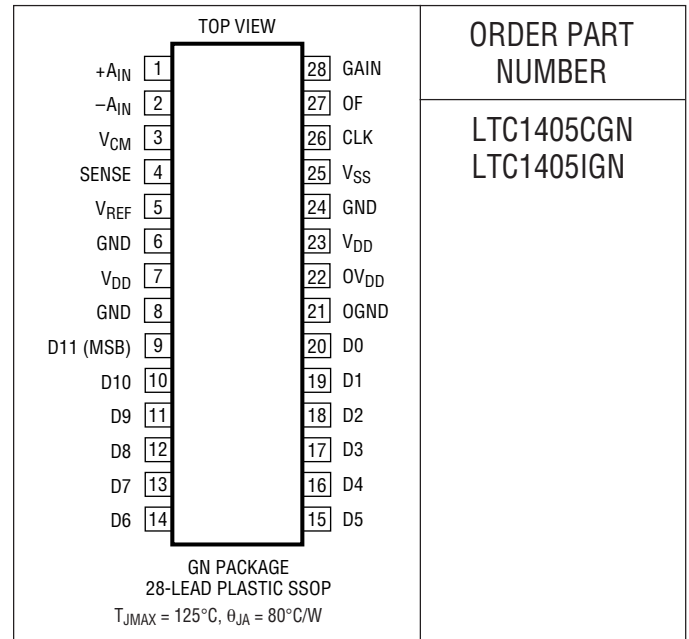 TOP VIEW
+AIN 1 28 GAIN
–AIN 2 27 OF
VCM 3 26 CLK
SENSE 4 25 VSS
VREF 5 24 GND
GND 6 23 VDD
VDD 7 22 OVDD
GND 8 21 OGND
D11 (MSB) 9 20 D0
D10 10 19 D1
D9 11 18 D2
D8 12 17 D3
D7 13 16 D4
D6 14 15 D5
GN PACKAGE
28-LEAD PLASTIC SSOP
TJMAX = 125°C, θJA = 80°C/W
ORDER PART
NUMBER
LTC1405CGN
LTC1405IGN